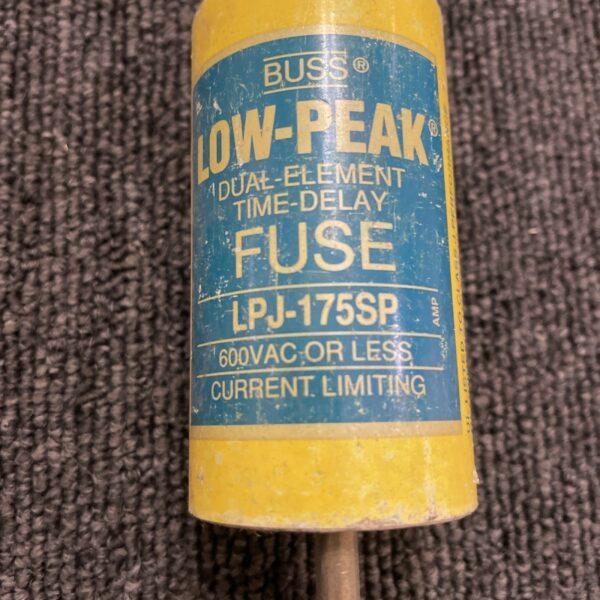 BUSS®
LOW-PEAK®
DUAL-ELEMENT
TIME-DELAY
FUSE
LPJ-175SP
AMP
600VAC OR LESS
CURRENT LIMITING